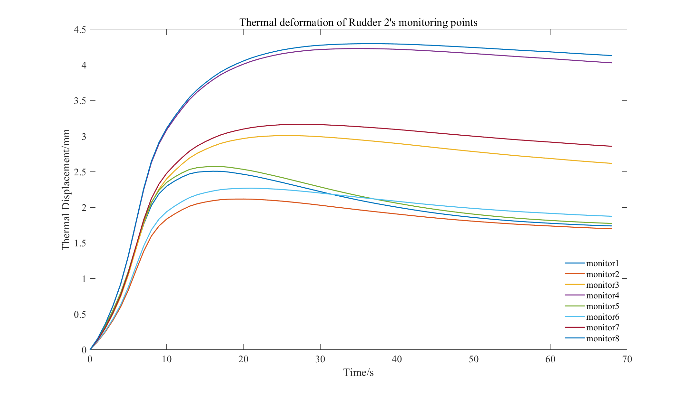 Thermal deformation of Rudder 2's monitoring points
Thermal Displacement/mm
4.5
4
3.5
3
2.5
2
1.5
1
0.5
0
0 10 20 30 40 50 60 70
Time/s
monitor1
monitor2
monitor3
monitor4
monitor5
monitor6
monitor7
monitor8